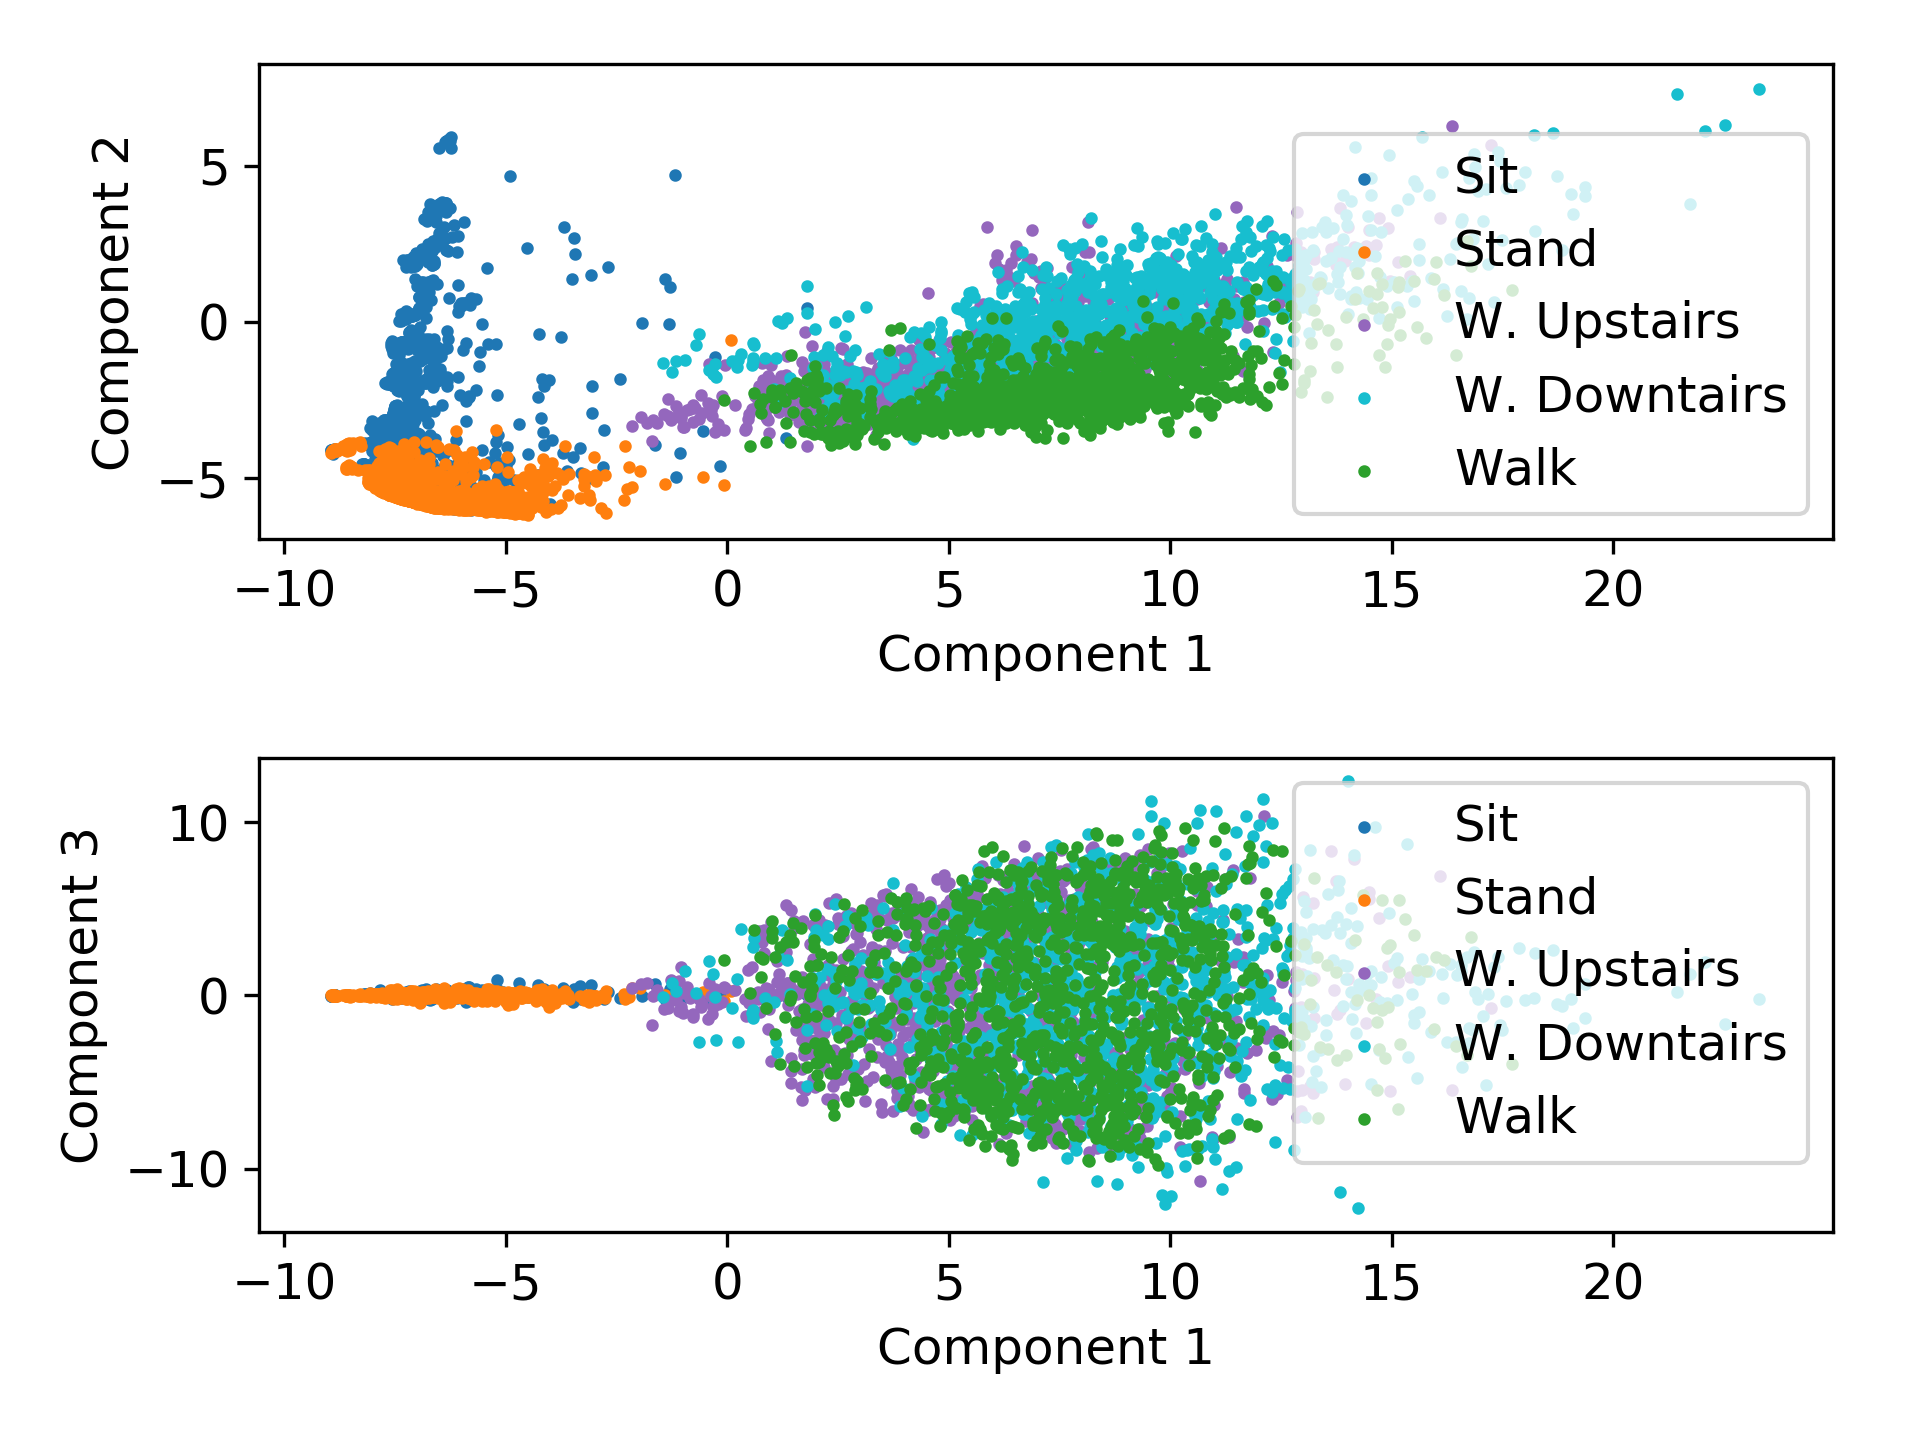 Component 2
5
0
−5
Sit
Stand
W. Upstairs
W. Downtairs
Walk
−10 −5 0 5 10 15 20
Component 1
Component 3
10
0
−10
Sit
Stand
W. Upstairs
W. Downtairs
Walk
−10 −5 0 5 10 15 20
Component 1